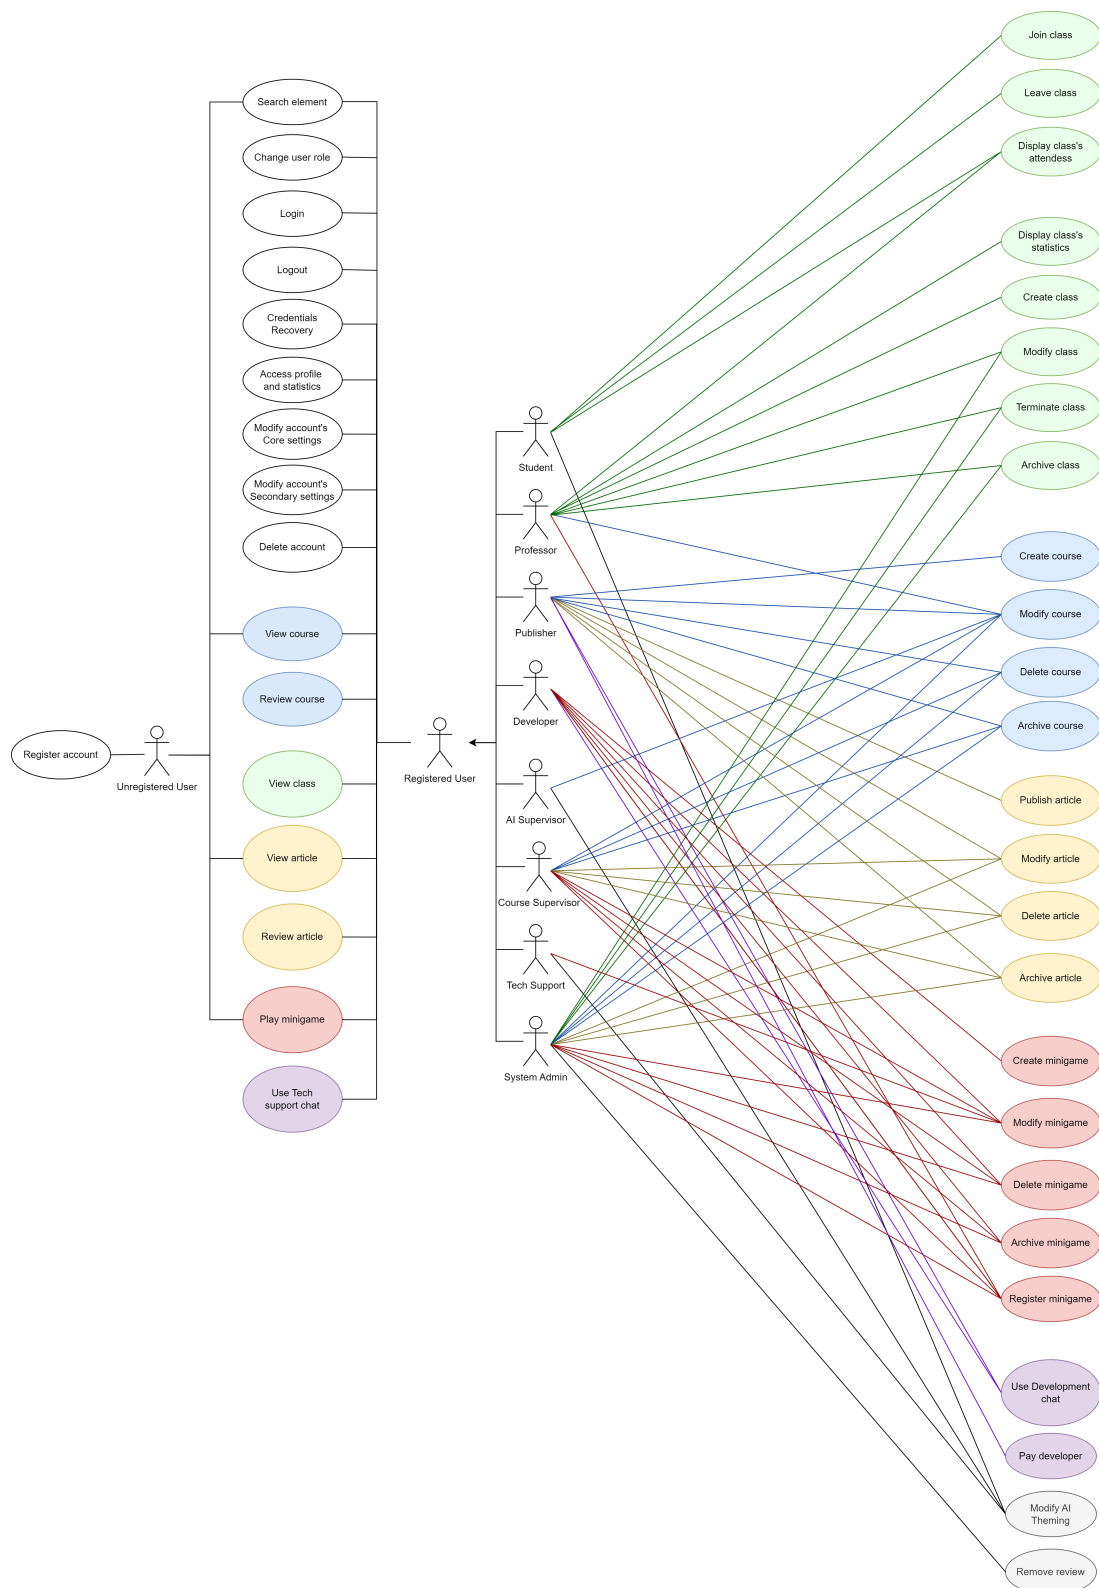 Search element
Change user role
Login
Logout
Credentials
Recovery
Access profile
and statistics
Modify account's
Core settings
Modify account's
Secondary settings
Delete account
View course
Review course
Register account
Unregistered User
View class
View article
Review article
Play minigame
Use Tech
support chat
Registered User
Student
Professor
Publisher
Developer
AI Supervisor
Course Supervisor
Tech Support
System Admin
Join class
Leave class
Display class's
attendess
Display class's
statistics
Create class
Modify class
Terminate class
Archive class
Create course
Modify course
Delete course
Archive course
Publish article
Modify article
Delete article
Archive article
Create minigame
Modify minigame
Delete minigame
Archive minigame
Register minigame
Use Development
chat
Pay developer
Modify AI
Theming
Remove review